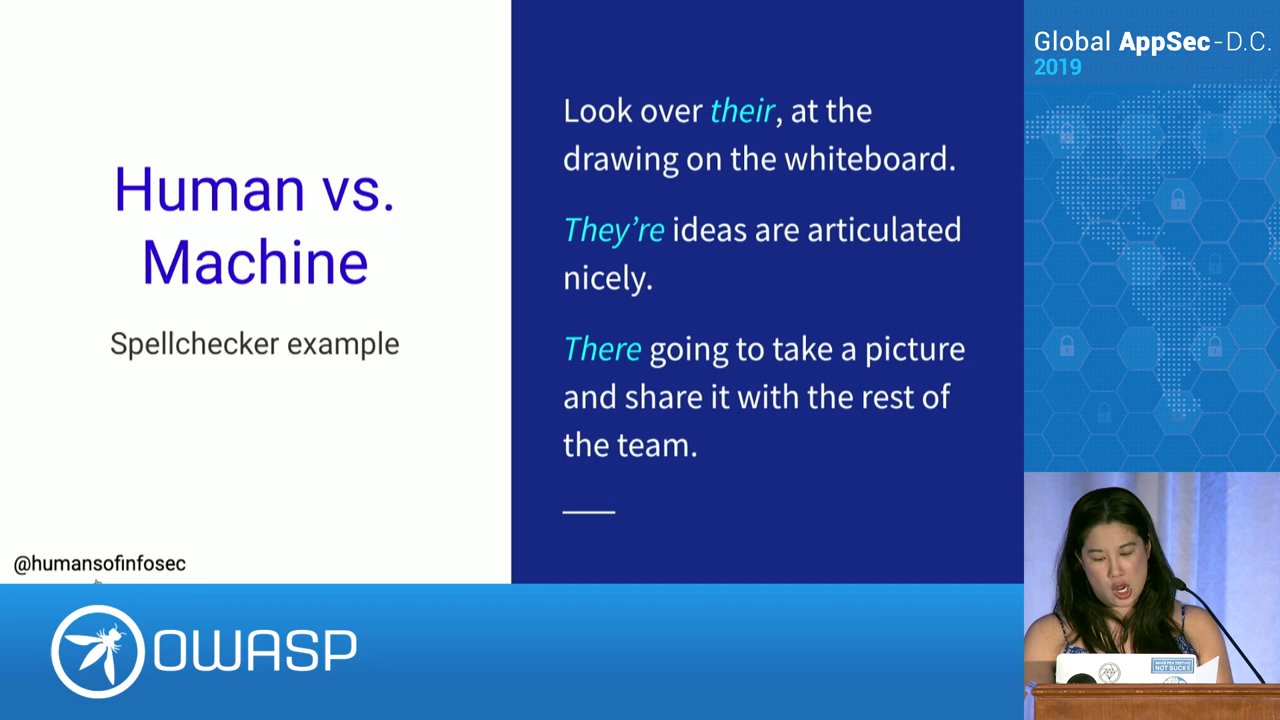 Human vs.
Machine
Spellchecker example
@humansofinfosec
Look over their, at the
drawing on the whiteboard.
They're ideas are articulated
nicely.
There going to take a picture
and share it with the rest of
the team.
Global AppSec - D.C.
2019
OWASP
NOT SUCK